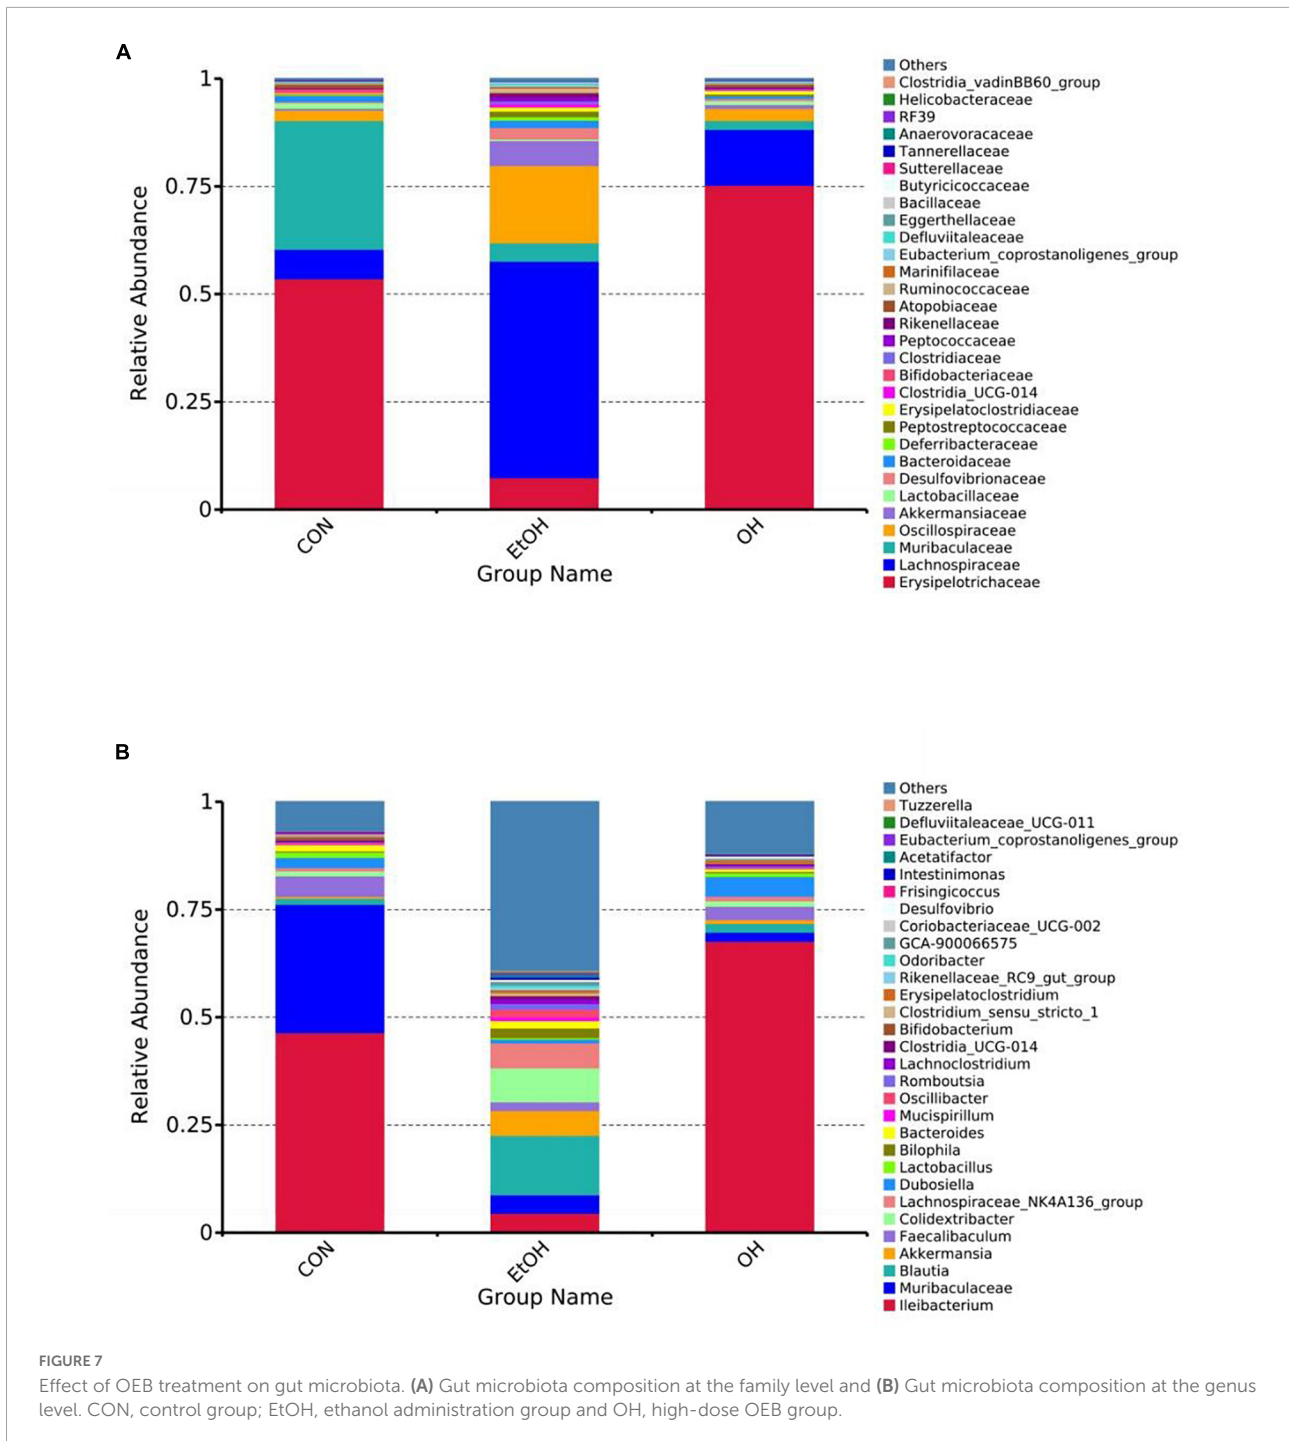 A
1
0.75
0.5
0.25
0
Relative Abundance
CON
EtOH
OH
Group Name
Others
Clostridia_vadinBB60_group
Helicobacteraceae
RF39
Anaerovoracaceae
Tannerellaceae
Sutterellaceae
Butyricicoccaceae
Bacillaceae
Eggerthellaceae
Defluviitaleaceae
Eubacterium_coprostanoligenes_group
Marinifilaceae
Ruminococcaceae
Atopobiaceae
Rikenellaceae
Peptococcaceae
Clostridiaceae
Bifidobacteriaceae
Clostridia_UCG-014
Erysipelatoclostridiaceae
Peptostreptococcaceae
Deferribacteraceae
Bacteroidaceae
Desulfovibrionaceae
Lactobacillaceae
Akkermansiaceae
Oscillospiraceae
Muribaculaceae
Lachnospiraceae
Erysipelotrichaceae
B
1
0.75
0.5
0.25
0
Relative Abundance
CON
EtOH
OH
Group Name
Others
Tuzzerella
Defluviitaleaceae_UCG-011
Eubacterium_coprostanoligenes_group
Acetatifactor
Intestinimonas
Frisingicoccus
Desulfovibrio
Coriobacteriaceae_UCG-002
GCA-900066575
Odoribacter
Rikenellaceae_RC9_gut_group
Erysipelatoclostridium
Clostridium_sensu_stricto_1
Bifidobacterium
Clostridia_UCG-014
Lachnoclostridium
Romboutsia
Oscillibacter
Mucispirillum
Bacteroides
Bilophila
Lactobacillus
Dubosiella
Lachnospiraceae_NK4A136_group
Colidextribacter
Faecalibaculum
Akkermansia
Blautia
Muribaculaceae
Ileibacterium
FIGURE 7
Effect of OEB treatment on gut microbiota. (A) Gut microbiota composition at the family level and (B) Gut microbiota composition at the genus
level. CON, control group; EtOH, ethanol administration group and OH, high-dose OEB group.